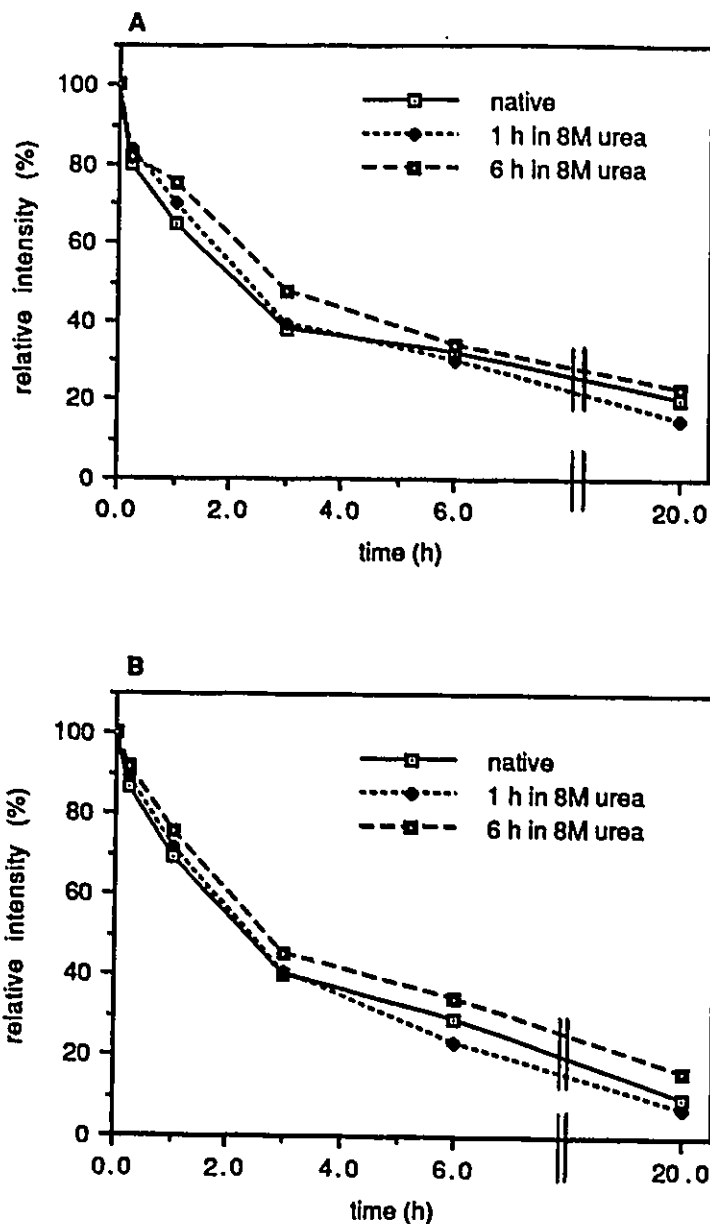 A
100
80
60
40
20
0
relative intensity (%)
native
1 h in 8M urea
6 h in 8M urea
0.0 2.0 4.0 6.0 20.0
time (h)
B
100
80
60
40
20
0
relative intensity (%)
native
1 h in 8M urea
6 h in 8M urea
0.0 2.0 4.0 6.0 20.0
time (h)